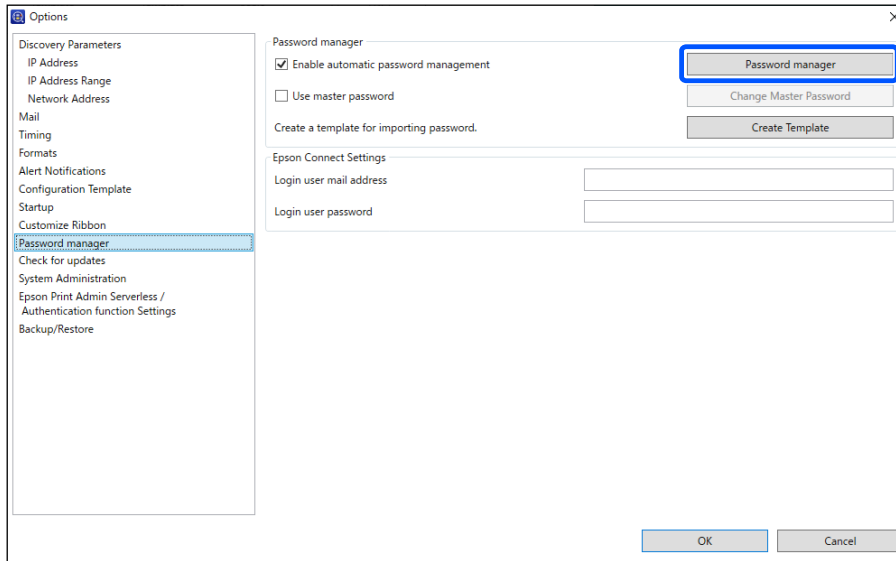 Options
Discovery Parameters
IP Address
IP Address Range
Network Address
Mail
Timing
Formats
Alert Notifications
Configuration Template
Startup
Customize Ribbon
Password manager
Check for updates
System Administration
Epson Print Admin Serverless /
Authentication function Settings
Backup/Restore
Password manager
Enable automatic password management
Password manager
Use master password
Change Master Password
Create a template for importing password.
Create Template
Epson Connect Settings
Login user mail address
Login user password
OK
Cancel